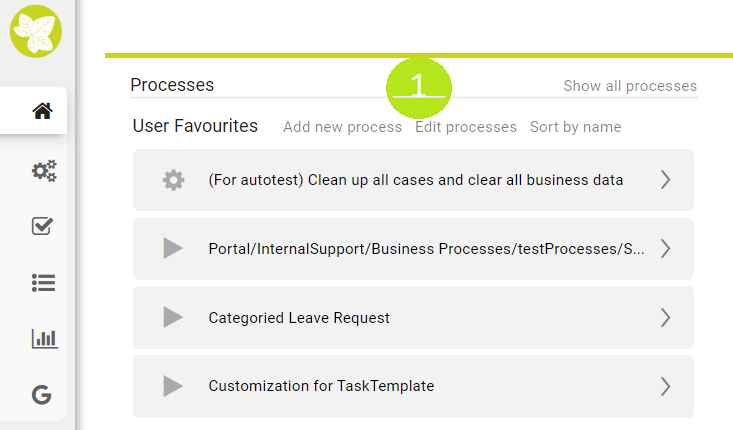 Processes
1
Show all processes
User Favourites Add new process Edit processes Sort by name
(For autotest) Clean up all cases and clear all business data
Portal/InternalSupport/Business Processes/testProcesses/S...
Categoried Leave Request
Customization for TaskTemplate
G